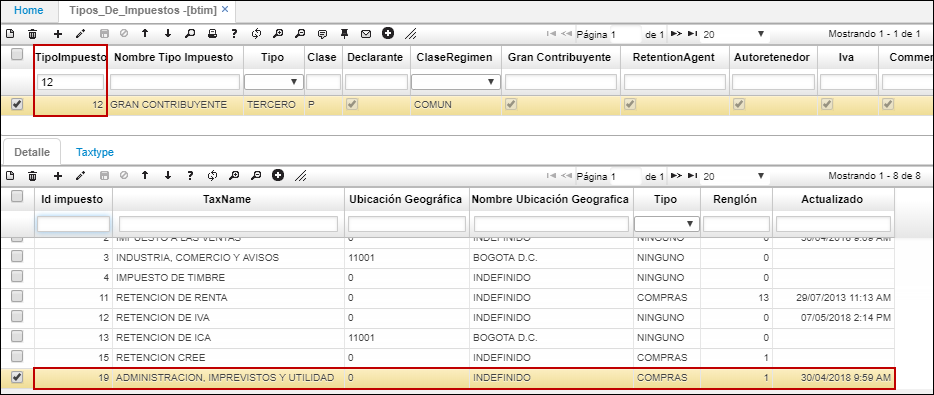 Home Tipos_De_Impuestos -[btim] ×
Página 1 de 1 20 Mostrando 1 - 1 de 1
TipoImpuesto Nombre Tipo Impuesto Tipo Clase Declarante ClaseRegimen Gran Contribuyente RetentionAgent Autoretenedor Iva Commer
12
12 GRAN CONTRIBUYENTE TERCERO P COMUN
Detalle Taxtype
Página 1 de 1 20 Mostrando 1 - 8 de 8
Id impuesto TaxName Ubicación Geográfica Nombre Ubicación Geografica Tipo Renglón Actualizado
2 IMPUESTO A LAS VENTAS 0 INDEFINIDO NINGUNO 0 30/04/2018 9:59 AM
3 INDUSTRIA, COMERCIO Y AVISOS 11001 BOGOTA D.C. NINGUNO 0
4 IMPUESTO DE TIMBRE 0 INDEFINIDO NINGUNO 0
11 RETENCION DE RENTA 0 INDEFINIDO COMPRAS 13 29/07/2013 11:13 AM
12 RETENCION DE IVA 0 INDEFINIDO NINGUNO 0 07/05/2018 2:14 PM
13 RETENCION DE ICA 11001 BOGOTA D.C. NINGUNO 0
15 RETENCION CREE 0 INDEFINIDO COMPRAS 1
19 ADMINISTRACION, IMPREVISTOS Y UTILIDAD 0 INDEFINIDO COMPRAS 1 30/04/2018 9:59 AM